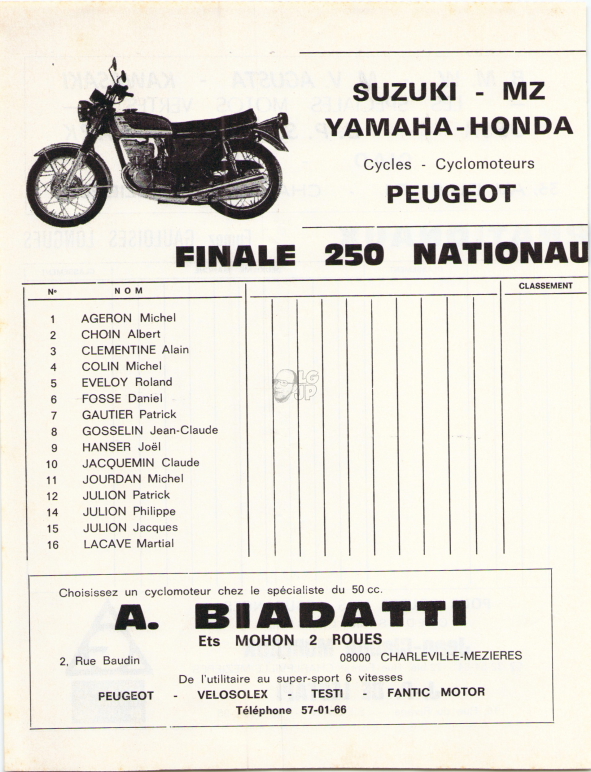 SUZUKI - MZ
YAMAHA-HONDA
Cycles - Cyclomoteurs
PEUGEOT
FINALE 250 NATIONAU
Nº NOM CLASSEMENT
1 AGERON Michel
2 CHOIN Albert
3 CLEMENTINE Alain
4 COLIN Michel
5 EVELOY Roland
6 FOSSE Daniel
7 GAUTIER Patrick
8 GOSSELIN Jean-Claude
9 HANSER Joël
10 JACQUEMIN Claude
11 JOURDAN Michel
12 JULION Patrick
14 JULION Philippe
15 JULION Jacques
16 LACAVE Martial
LG
JP
Choisissez un cyclomoteur chez le spécialiste du 50 cc.
A. BIADATTI
Ets MOHON 2 ROUES
2, Rue Baudin 08000 CHARLEVILLE-MEZIERES
De l'utilitaire au super-sport 6 vitesses
PEUGEOT - VELOSOLEX - TESTI - FANTIC MOTOR
Téléphone 57-01-66